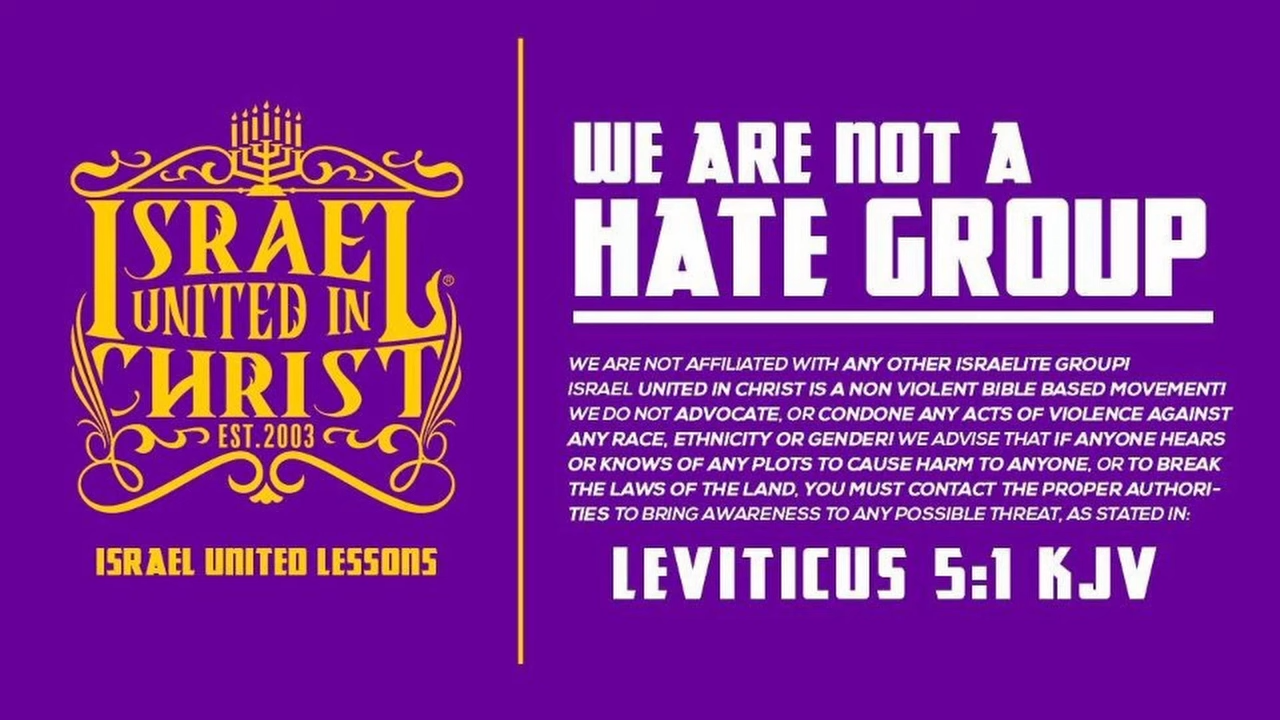 ISRAEL
UNITED IN
CHRIST
®
EST. 2003
ISRAEL UNITED LESSONS
WE ARE NOT A
HATE GROUP
WE ARE NOT AFFILIATED WITH ANY OTHER ISRAELITE GROUP!
ISRAEL UNITED IN CHRIST IS A NON VIOLENT BIBLE BASED MOVEMENT!
WE DO NOT ADVOCATE, OR CONDONE ANY ACTS OF VIOLENCE AGAINST
ANY RACE, ETHNICITY OR GENDER! WE ADVISE THAT IF ANYONE HEARS
OR KNOWS OF ANY PLOTS TO CAUSE HARM TO ANYONE, OR TO BREAK
THE LAWS OF THE LAND, YOU MUST CONTACT THE PROPER AUTHORI-
TIES TO BRING AWARENESS TO ANY POSSIBLE THREAT, AS STATED IN:
LEVITICUS 5:1 KJV